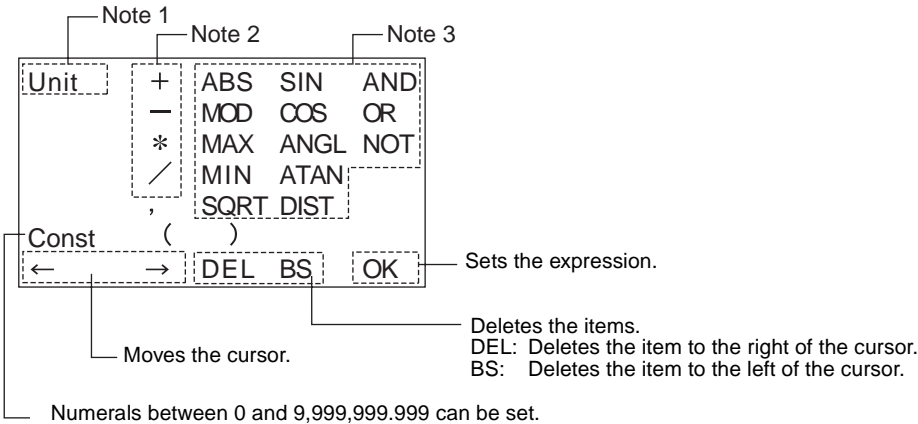 Note 1
Note 2
Note 3
Unit + ABS SIN AND
− MOD COS OR
* MAX ANGL NOT
／ MIN ATAN
, SQRT DIST
Const ( )
← → DEL BS OK
Sets the expression.
Deletes the items.
DEL: Deletes the item to the right of the cursor.
BS: Deletes the item to the left of the cursor.
Moves the cursor.
Numerals between 0 and 9,999,999.999 can be set.